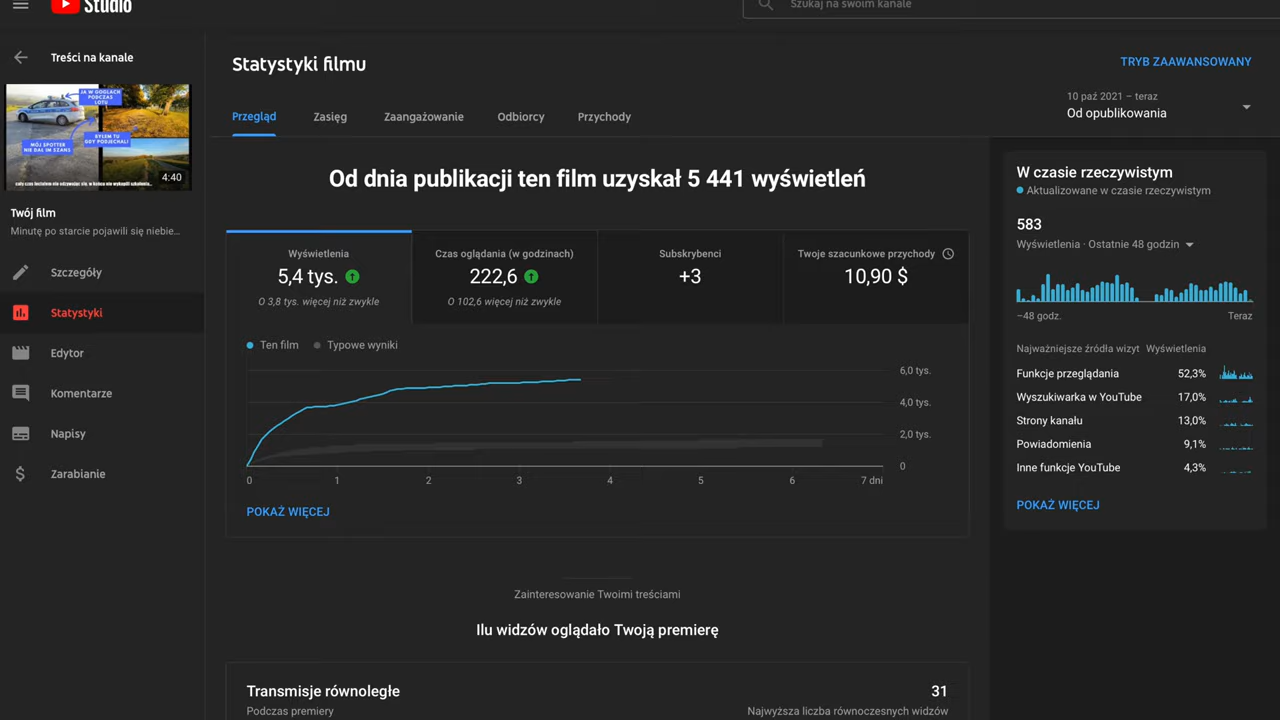 Studio
Szukaj na swoim kanale
Treści na kanale
JA W GOGLACH
PODCZAS
LOTU
MÓJ SPOTTER
NIE DAŁ IM SZANS
BYŁEM TU
GDY PODJECHALI
4:40
Twój film
Minutę po starcie pojawili się niebie...
Szczegóły
Statystyki
Edytor
Komentarze
Napisy
Zarabianie
Statystyki filmu
TRYB ZAAWANSOWANY
Przegląd
Zasięg
Zaangażowanie
Odbiorcy
Przychody
10 paź 2021 – teraz
Od opublikowania
Od dnia publikacji ten film uzyskał 5 441 wyświetleń
Wyświetlenia
5,4 tys.
O 3,8 tys. więcej niż zwykle
Czas oglądania (w godzinach)
222,6
O 102,6 więcej niż zwykle
Subskrybenci
+3
Twoje szacunkowe przychody
10,90 $
Ten film
Typowe wyniki
6,0 tys.
4,0 tys.
2,0 tys.
0
0 1 2 3 4 5 6 7 dni
POKAŻ WIĘCEJ
Zainteresowanie Twoimi treściami
Ilu widzów oglądało Twoją premierę
Transmisje równoległe
31
Podczas premiery
Najwyższa liczba równoczesnych widzów
W czasie rzeczywistym
Aktualizowane w czasie rzeczywistym
583
Wyświetlenia · Ostatnie 48 godzin
−48 godz.
Teraz
Najważniejsze źródła wizyt Wyświetlenia
Funkcje przeglądania 52,3%
Wyszukiwarka w YouTube 17,0%
Strony kanału 13,0%
Powiadomienia 9,1%
Inne funkcje YouTube 4,3%
POKAŻ WIĘCEJ